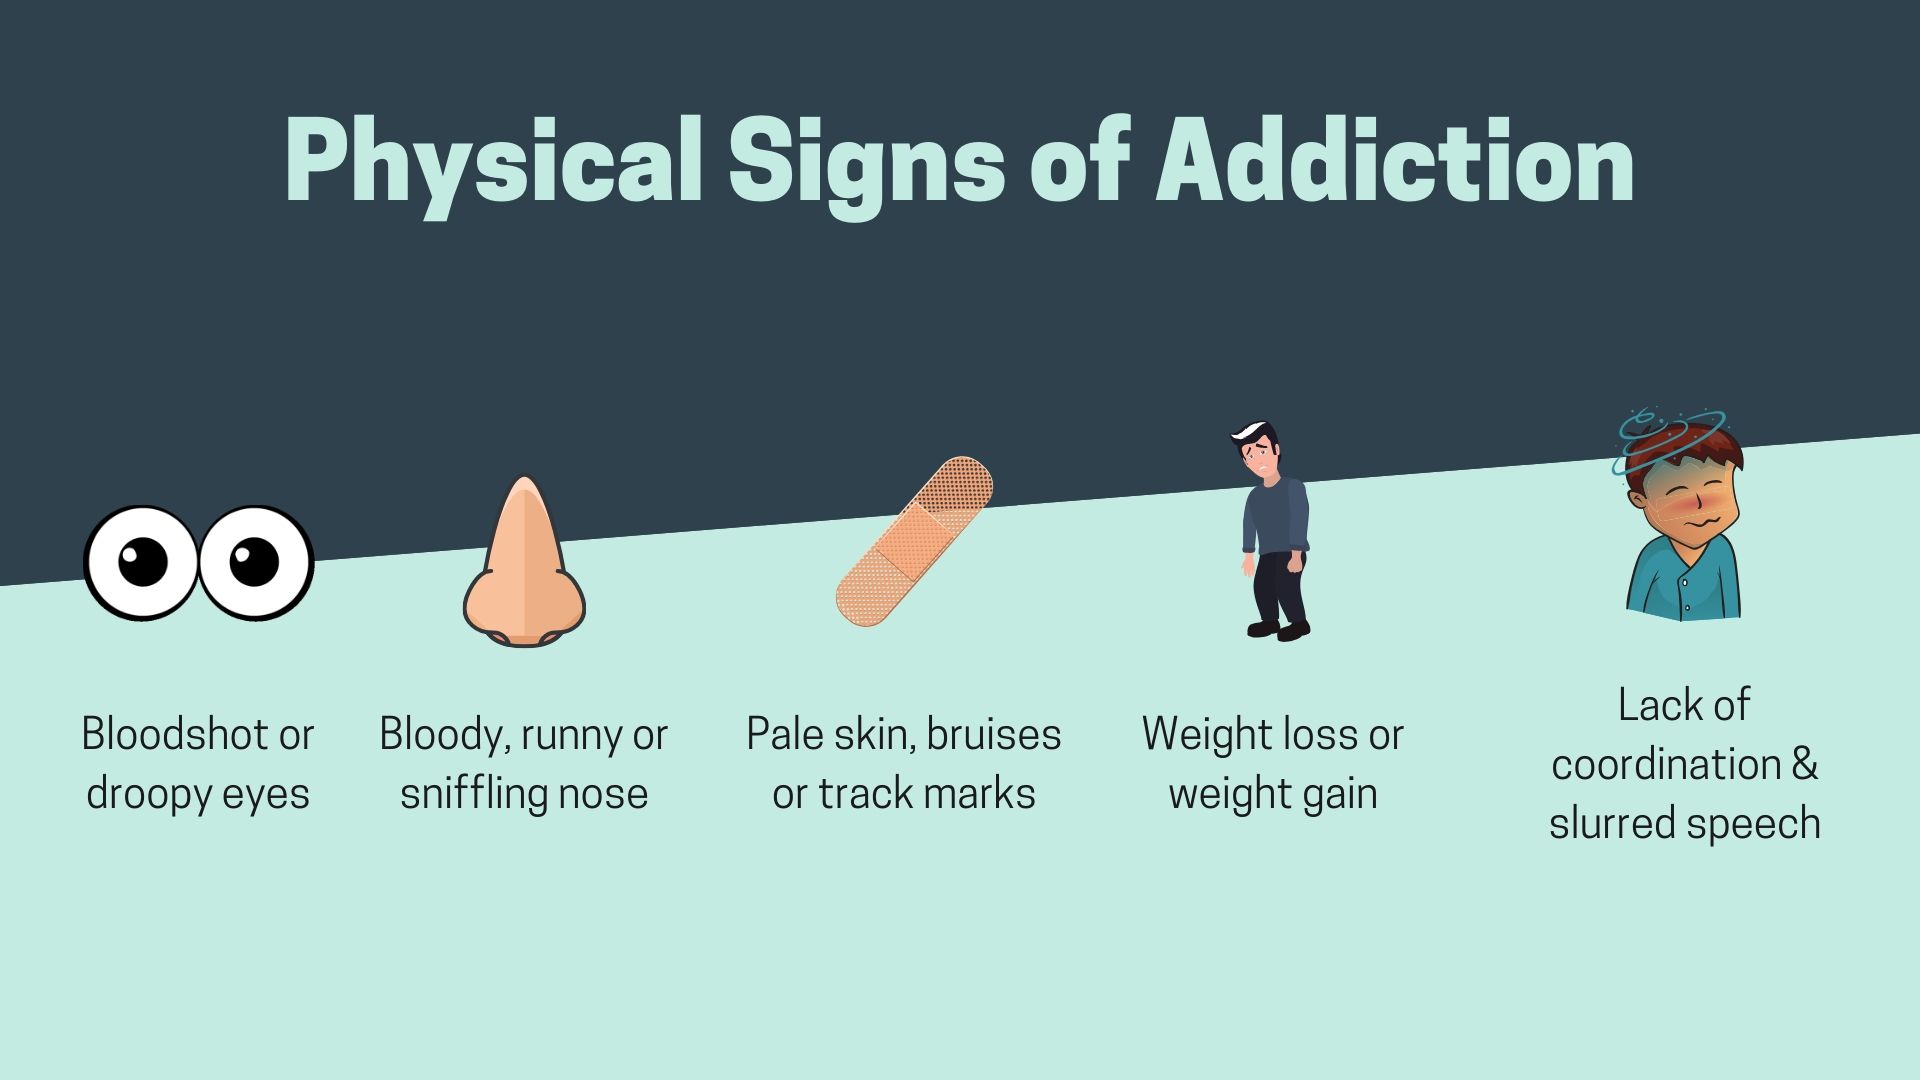 Physical Signs of Addiction
Bloodshot or
droopy eyes
Bloody, runny or
sniffling nose
Pale skin, bruises
or track marks
Weight loss or
weight gain
Lack of
coordination &
slurred speech